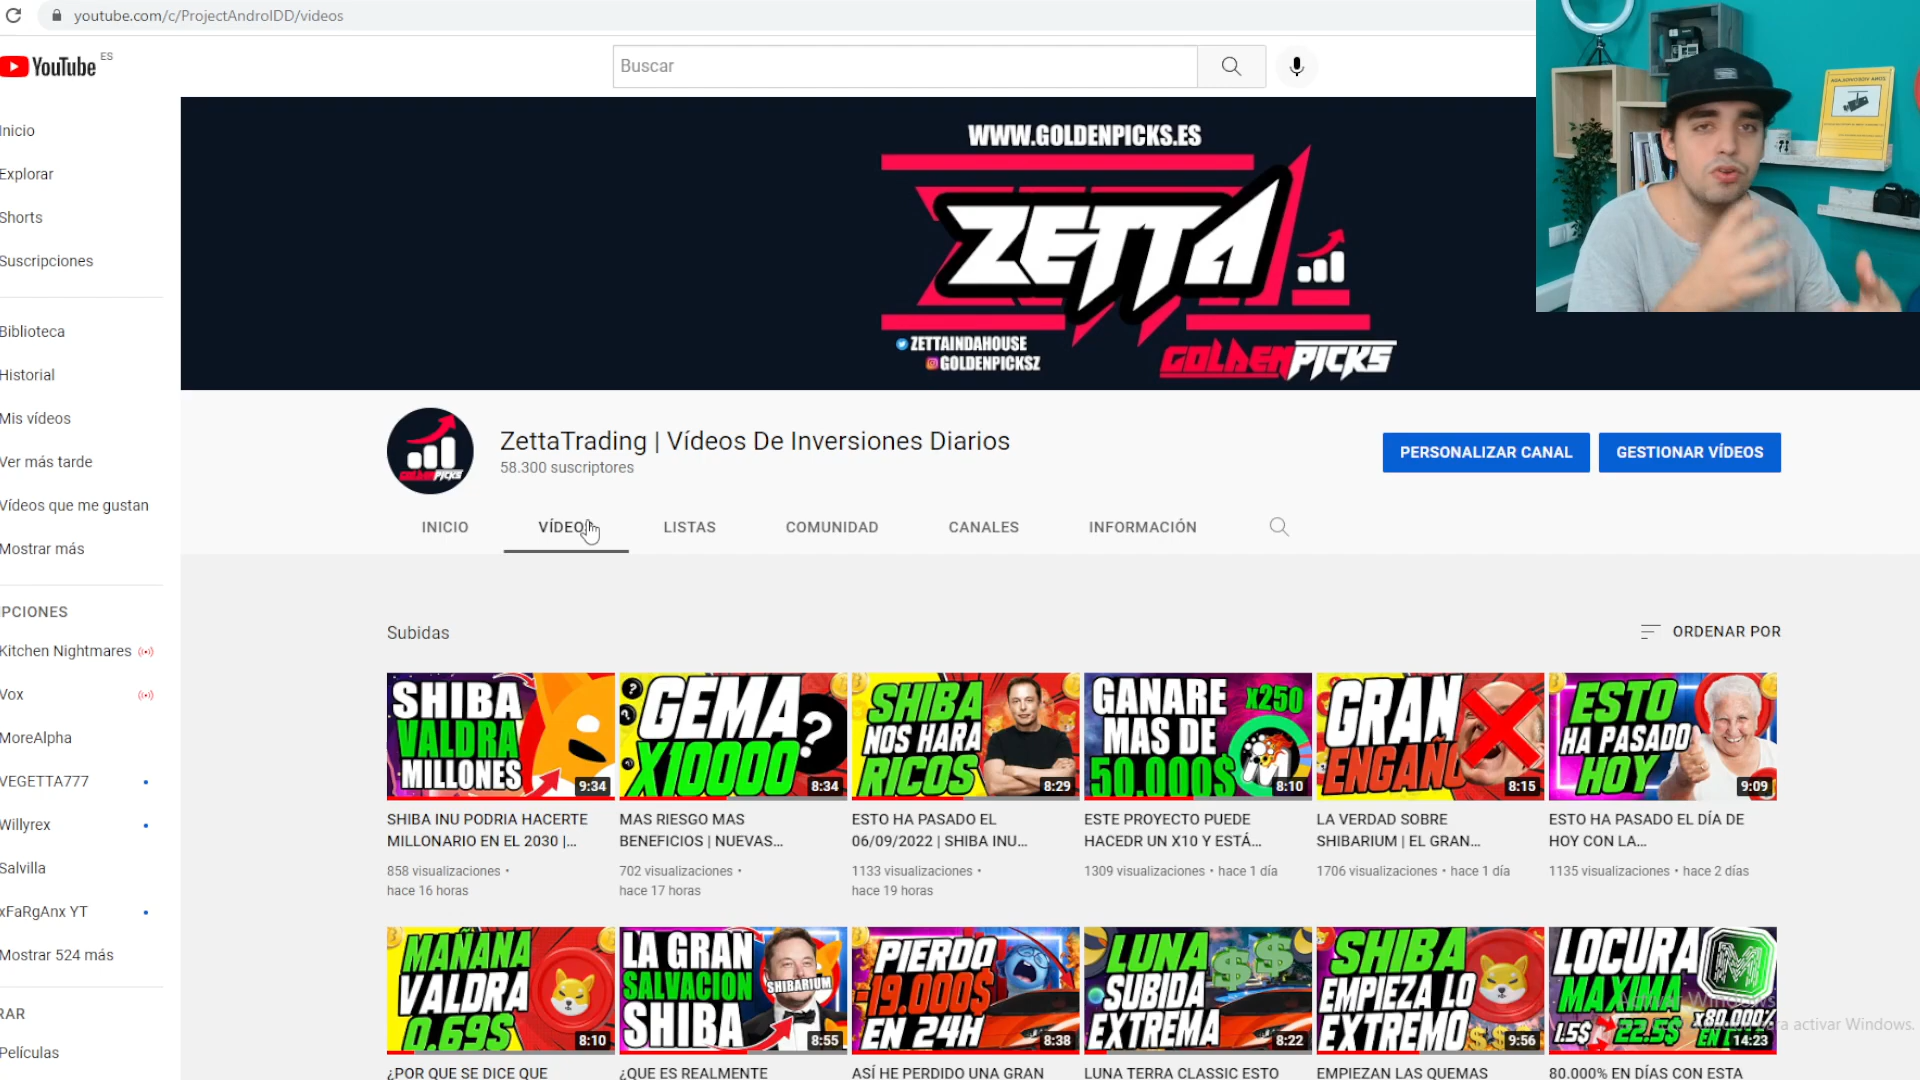 youtube.com/c/ProjectAndroIDD/videos
YouTube ES
Buscar
Inicio
Explorar
Shorts
Suscripciones
Biblioteca
Historial
Mis vídeos
Ver más tarde
Vídeos que me gustan
Mostrar más
IPCIONES
Kitchen Nightmares
Vox
MoreAlpha
VEGETTA777
Willyrex
Salvilla
xFaRgAnx YT
Mostrar 524 más
RAR
Películas
WWW.GOLDENPICKS.ES
ZETTA
ZETTAINDAHOUSE
GOLDENPICKSZ
GOLDENPICKS
GOLDENPICKS
ZettaTrading | Vídeos De Inversiones Diarios
58.300 suscriptores
PERSONALIZAR CANAL
GESTIONAR VÍDEOS
INICIO
VÍDEO
LISTAS
COMUNIDAD
CANALES
INFORMACIÓN
Subidas
ORDENAR POR
SHIBA
VALDRA
MILLONES
9:34
GEMA
X10000
?
8:34
SHIBA
NOS HARA
RICOS
8:29
GANARE
MAS DE
50.000$
X250
8:10
GRAN
ENGAÑO
8:15
ESTO
HA PASADO
HOY
9:09
SHIBA INU PODRIA HACERTE
MILLONARIO EN EL 2030 |...
858 visualizaciones •
hace 16 horas
MAS RIESGO MAS
BENEFICIOS | NUEVAS...
702 visualizaciones •
hace 17 horas
ESTO HA PASADO EL
06/09/2022 | SHIBA INU...
1133 visualizaciones •
hace 19 horas
ESTE PROYECTO PUEDE
HACEDR UN X10 Y ESTÁ...
1309 visualizaciones • hace 1 día
LA VERDAD SOBRE
SHIBARIUM | EL GRAN...
1706 visualizaciones • hace 1 día
ESTO HA PASADO EL DÍA DE
HOY CON LA...
1135 visualizaciones • hace 2 días
MAÑANA
VALDRA
0.69$
8:10
LA GRAN
SALVACION
SHIBA
SHIBARIUM
8:55
PIERDO
-19.000$
EN 24H
8:38
LUNA
SUBIDA
EXTREMA
8:22
SHIBA
EMPIEZA LO
EXTREMO
9:56
LOCURA
MAXIMA
1.5$
22.5$
X80.000%
14:23
Activar Windows
ra activar Windows.
¿POR QUE SE DICE QUE
¿QUE ES REALMENTE
ASÍ HE PERDIDO UNA GRAN
LUNA TERRA CLASSIC ESTO
EMPIEZAN LAS QUEMAS
80.000% EN DÍAS CON ESTA